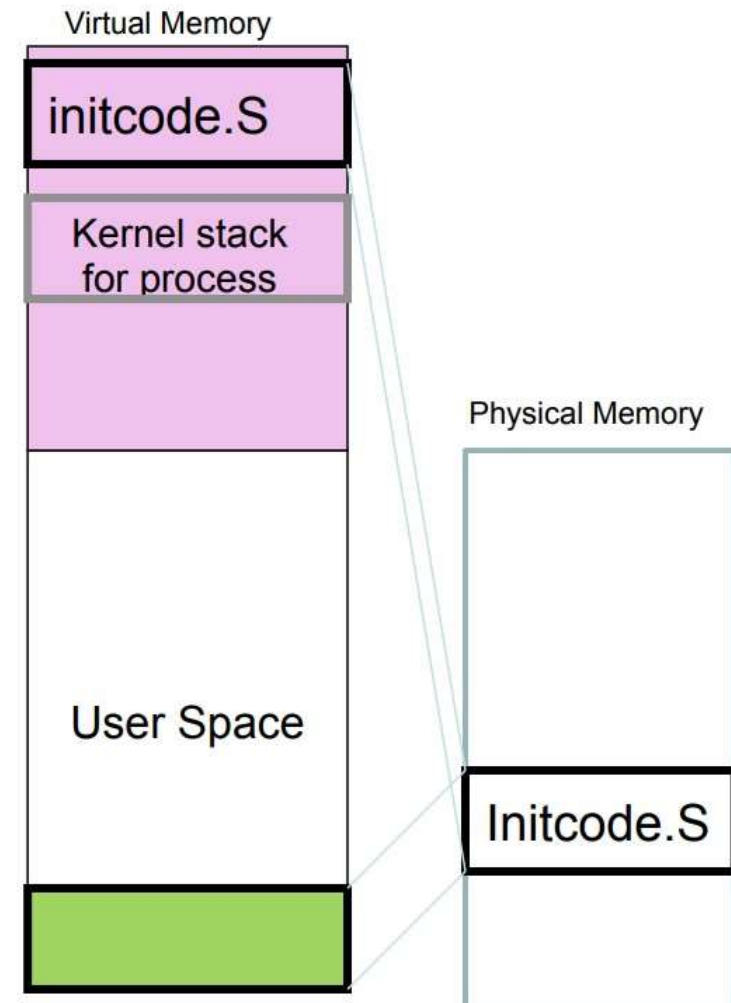 Virtual Memory
initcode.S
Kernel stack
for process
Physical Memory
User Space
Initcode.S